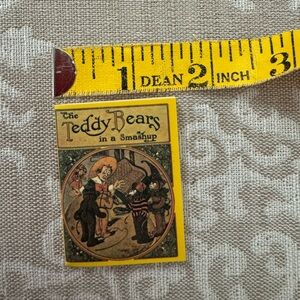 1 DEAN 2 INCH 3
The
Teddy Bears
in a Smashup